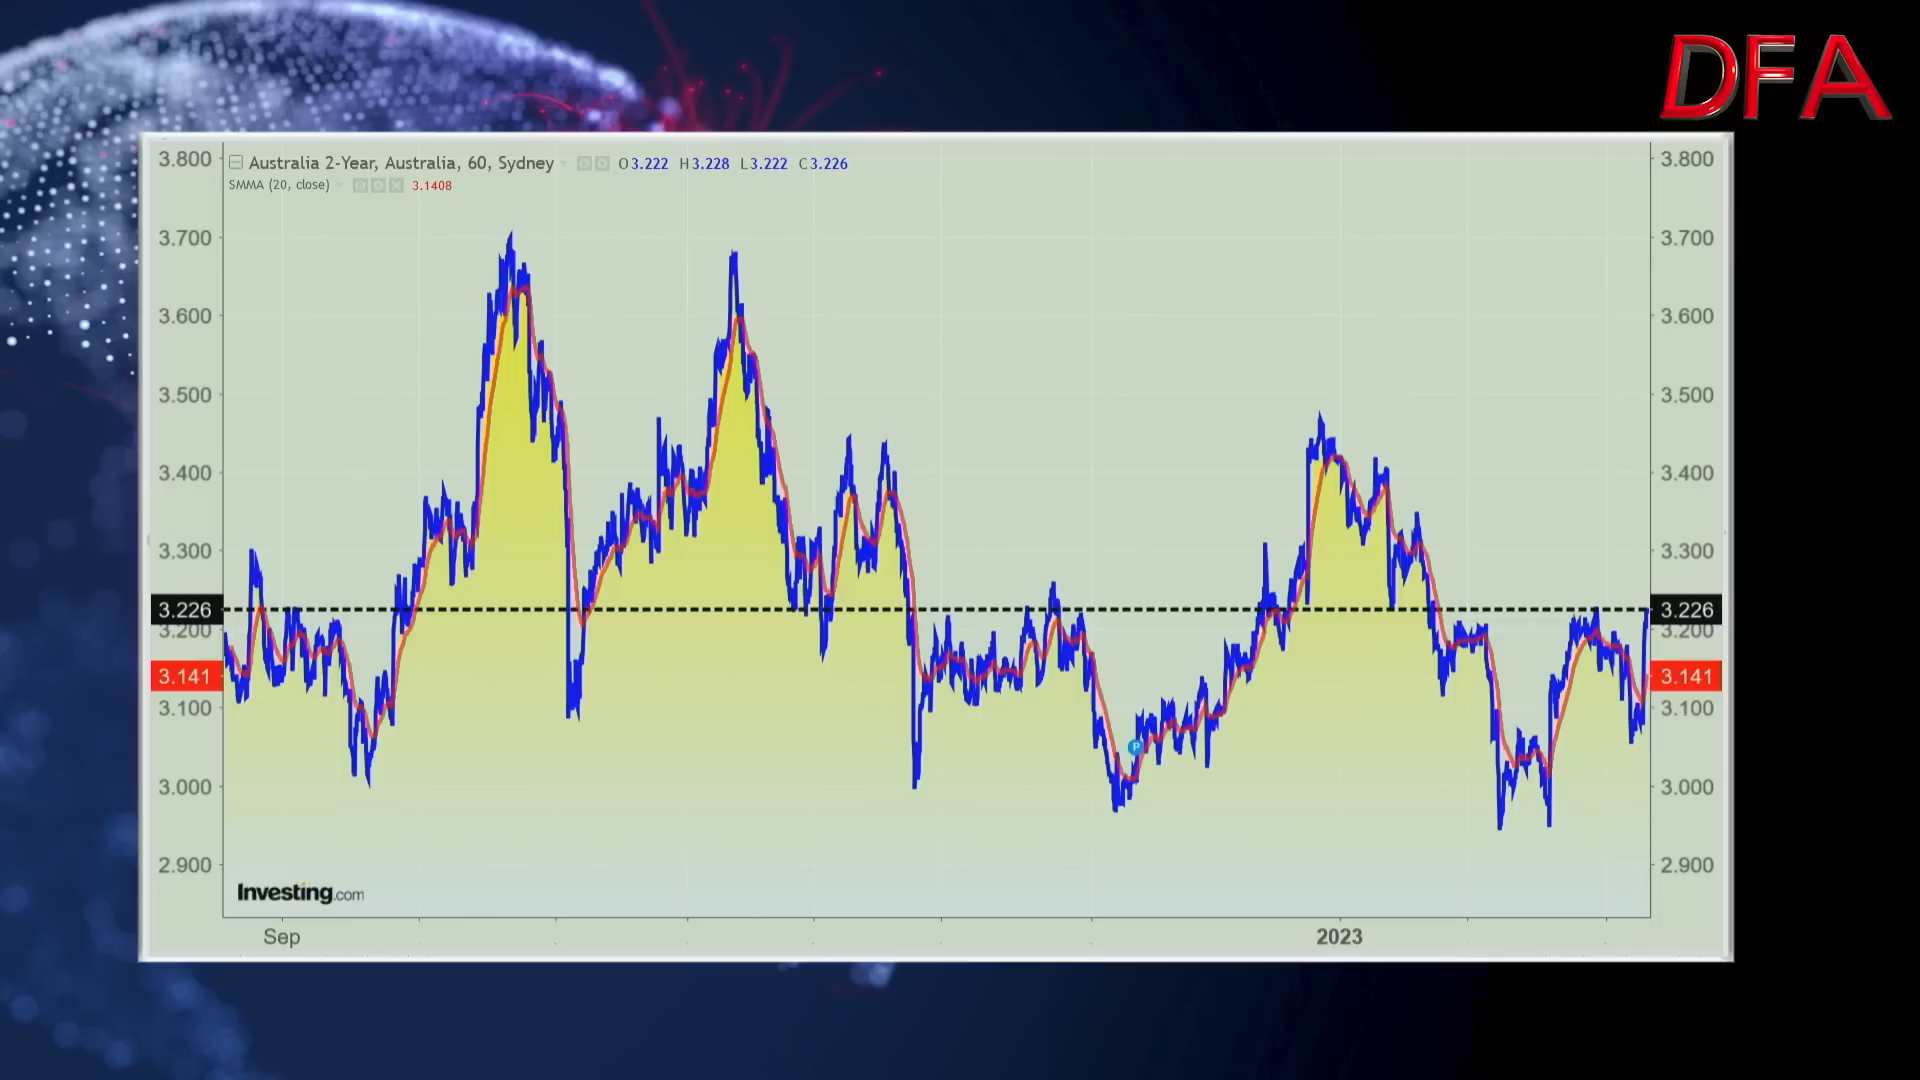 DFA
Australia 2-Year, Australia, 60, Sydney O3.222 H3.228 L3.222 C3.226
SMMA (20, close) 3.1408
3.800 3.800
3.700 3.700
3.600 3.600
3.500 3.500
3.400 3.400
3.300 3.300
3.226 3.226
3.200 3.200
3.141 3.141
3.100 3.100
P
3.000 3.000
2.900 2.900
Investing.com
Sep 2023